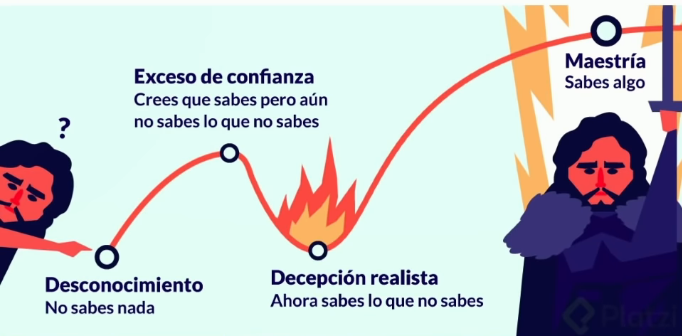 ?
Exceso de confianza
Crees que sabes pero aún
no sabes lo que no sabes
Maestría
Sabes algo
Desconocimiento
No sabes nada
Decepción realista
Ahora sabes lo que no sabes
Platzi